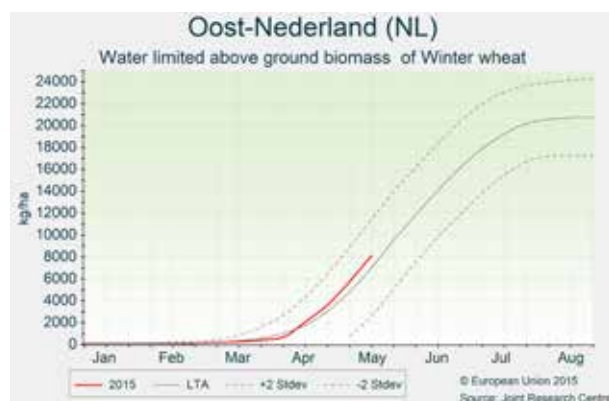 Oost-Nederland (NL)
Water limited above ground biomass of Winter wheat
kg/ha
24000
22000
20000
18000
16000
14000
12000
10000
8000
6000
4000
2000
0
Jan Feb Mar Apr May Jun Jul Aug
2015 LTA +2 Stdev -2 Stdev
© European Union 2015
Source: Joint Research Centre